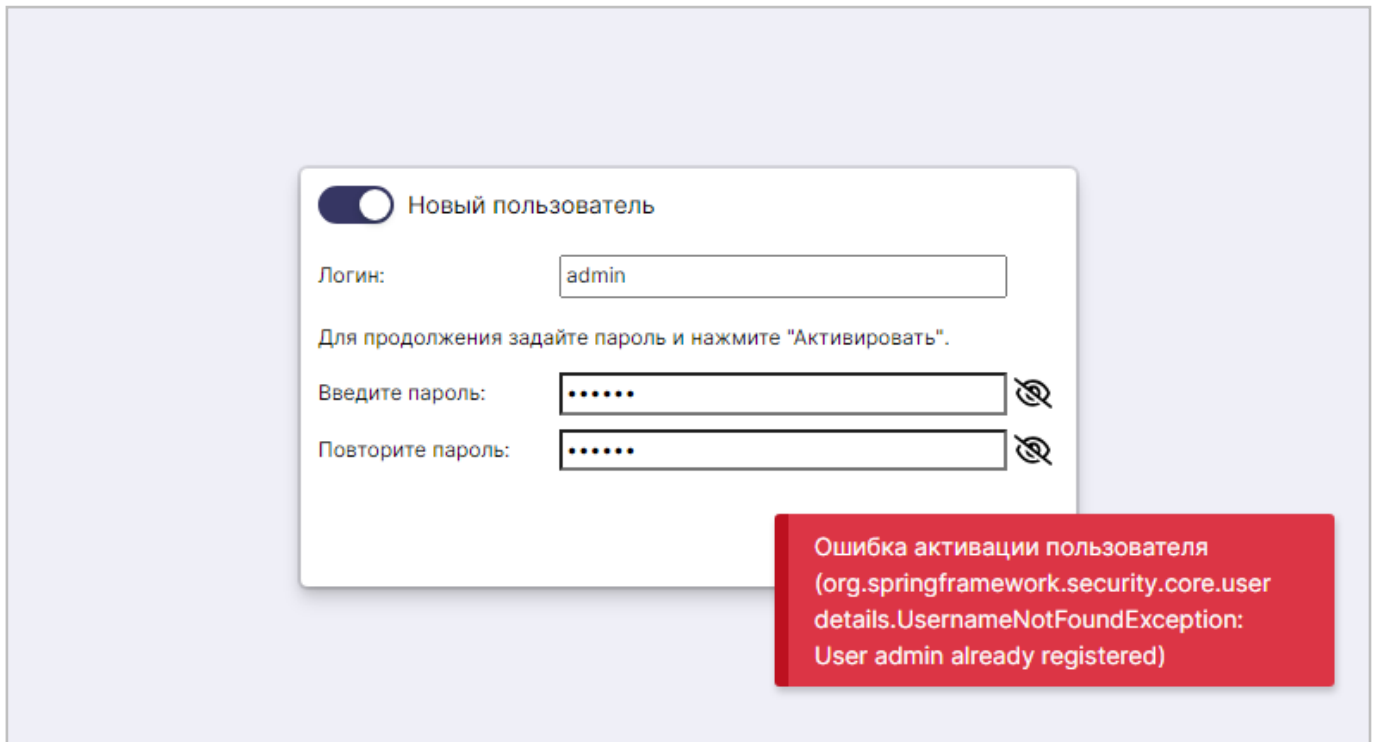 Новый пользователь
Логин:
admin
Для продолжения задайте пароль и нажмите "Активировать".
Введите пароль:
••••••
Повторите пароль:
••••••
Ошибка активации пользователя
(org.springframework.security.core.user
details.UsernameNotFoundException:
User admin already registered)